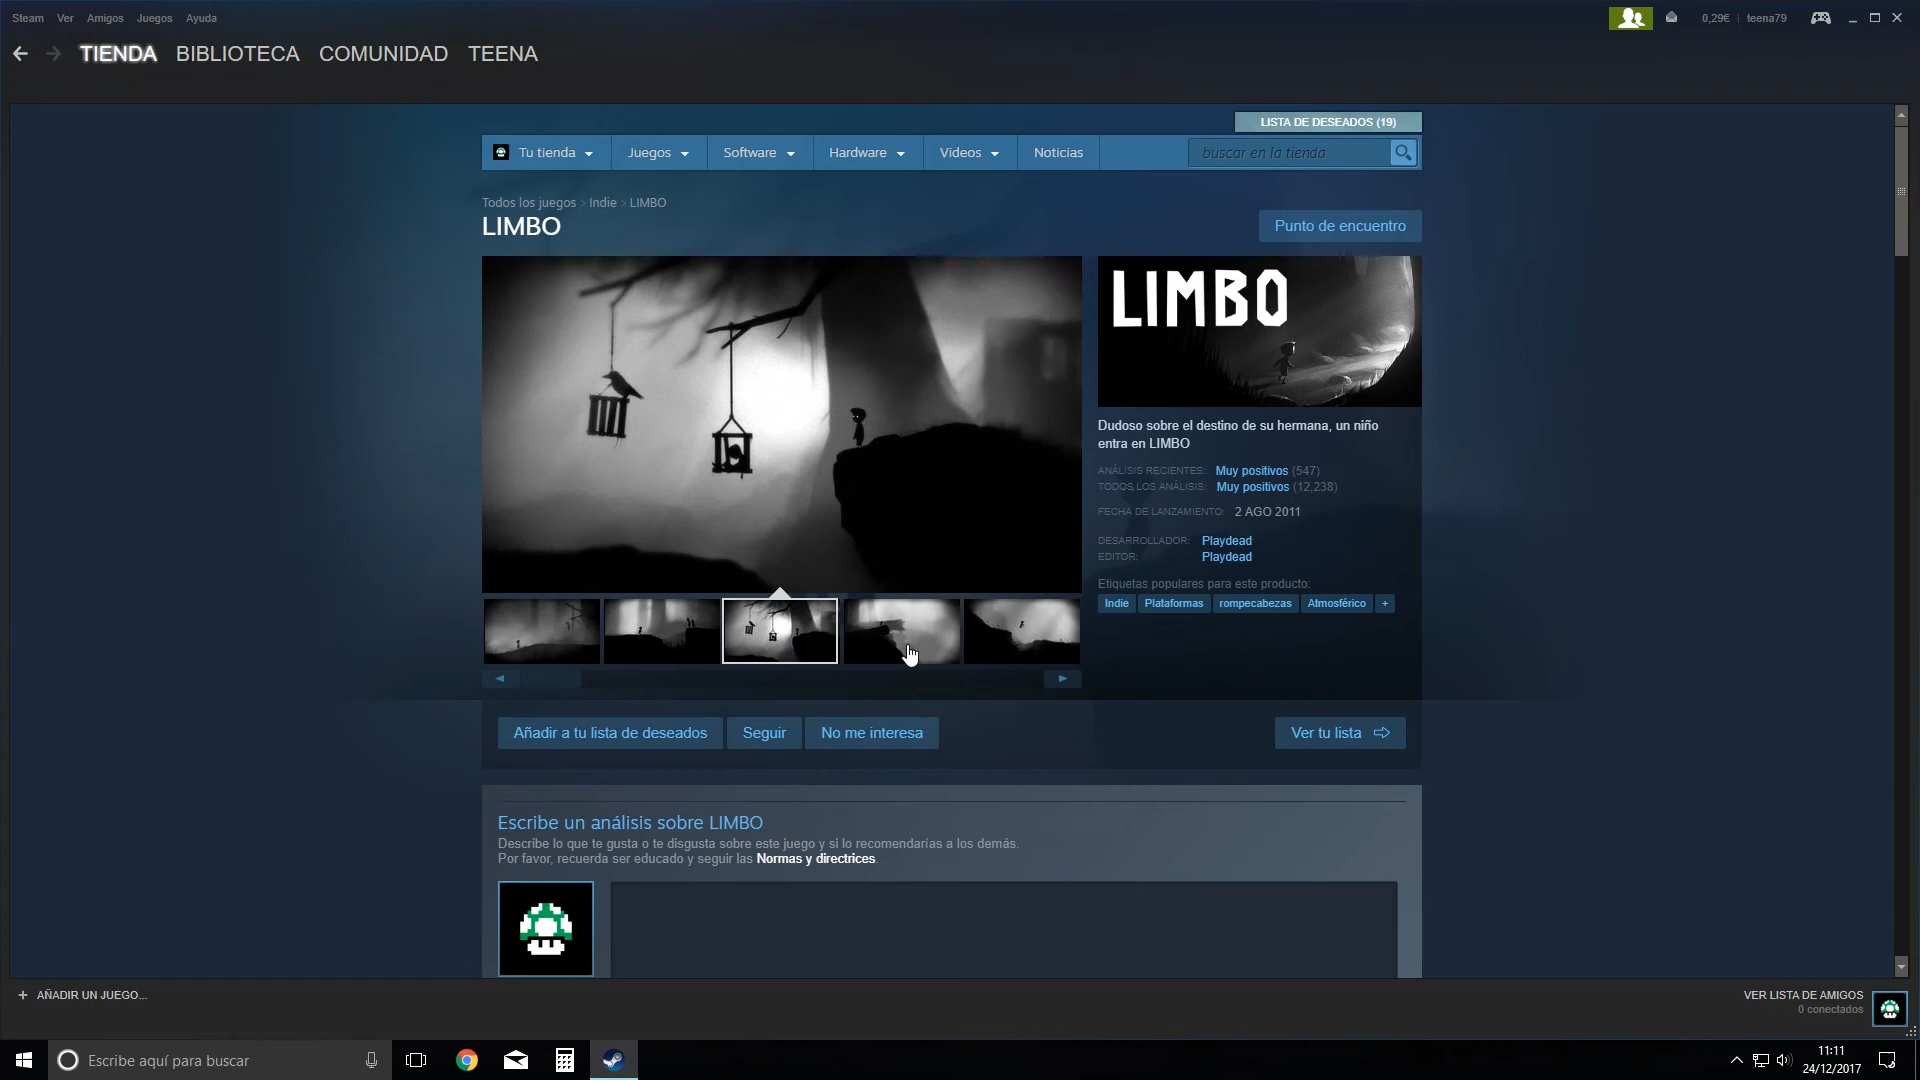 Steam Ver Amigos Juegos Ayuda
0,29€ | teena79
TIENDA BIBLIOTECA COMUNIDAD TEENA
LISTA DE DESEADOS (19)
Tu tienda Juegos Software Hardware Videos Noticias buscar en la tienda
Todos los juegos > Indie > LIMBO
LIMBO
Punto de encuentro
LIMBO
Dudoso sobre el destino de su hermana, un niño
entra en LIMBO
ANÁLISIS RECIENTES: Muy positivos (547)
TODOS LOS ANÁLISIS: Muy positivos (12,238)
FECHA DE LANZAMIENTO: 2 AGO 2011
DESARROLLADOR: Playdead
EDITOR: Playdead
Etiquetas populares para este producto:
Indie Plataformas rompecabezas Atmosférico +
Añadir a tu lista de deseados Seguir No me interesa Ver tu lista
Escribe un análisis sobre LIMBO
Describe lo que te gusta o te disgusta sobre este juego y si lo recomendarías a los demás.
Por favor, recuerda ser educado y seguir las Normas y directrices.
+ AÑADIR UN JUEGO...
VER LISTA DE AMIGOS
0 conectados
Escribe aquí para buscar
11:11
24/12/2017